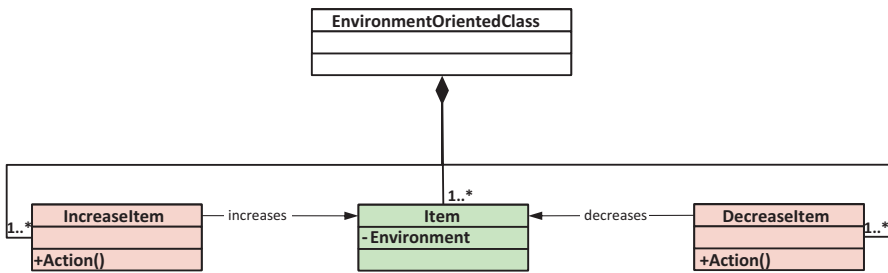 EnvironmentOrientedClass
1..*
1..*
IncreaseItem
increases
Item
decreases
DecreaseItem
1..*
-Environment
+Action()
+Action()